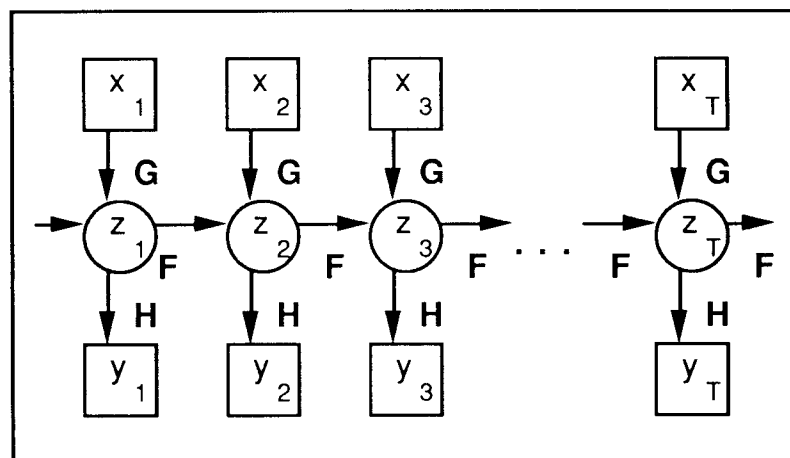 x1 x2 x3 xT
G G G G
z1 z2 z3 . . . zT
F F F F F
H H H H
y1 y2 y3 yT